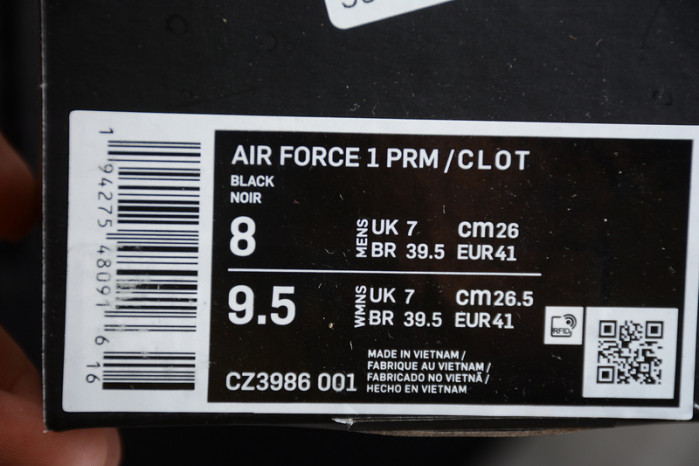 AIR FORCE 1 PRM / CLOT
BLACK
NOIR
8 MENS UK 7 cm26
BR 39.5 EUR41
9.5 WMNS UK 7 cm26.5
BR 39.5 EUR41
RFID
CZ3986 001
MADE IN VIETNAM /
FABRIQUE AU VIETNAM /
FABRICADO NO VIETNÃ /
HECHO EN VIETNAM
1 94275 48091 6 16